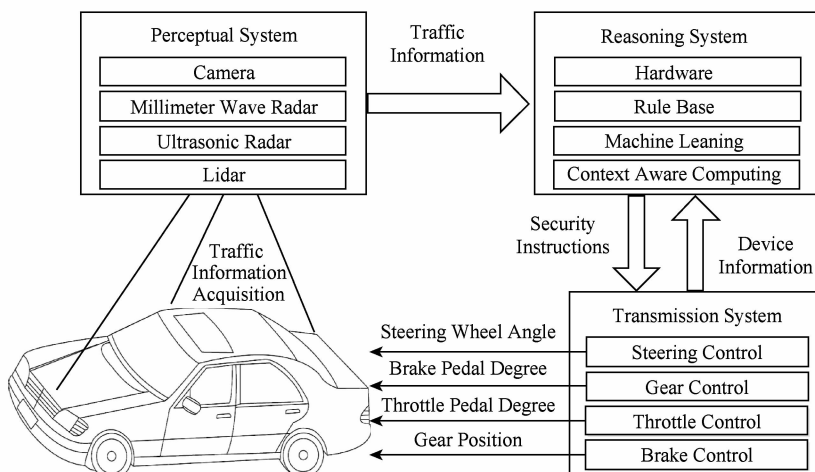 Perceptual System
Camera
Millimeter Wave Radar
Ultrasonic Radar
Lidar
Traffic
Information
Reasoning System
Hardware
Rule Base
Machine Leaning
Context Aware Computing
Traffic
Information
Acquisition
Security
Instructions
Device
Information
Transmission System
Steering Control
Gear Control
Throttle Control
Brake Control
Steering Wheel Angle
Brake Pedal Degree
Throttle Pedal Degree
Gear Position